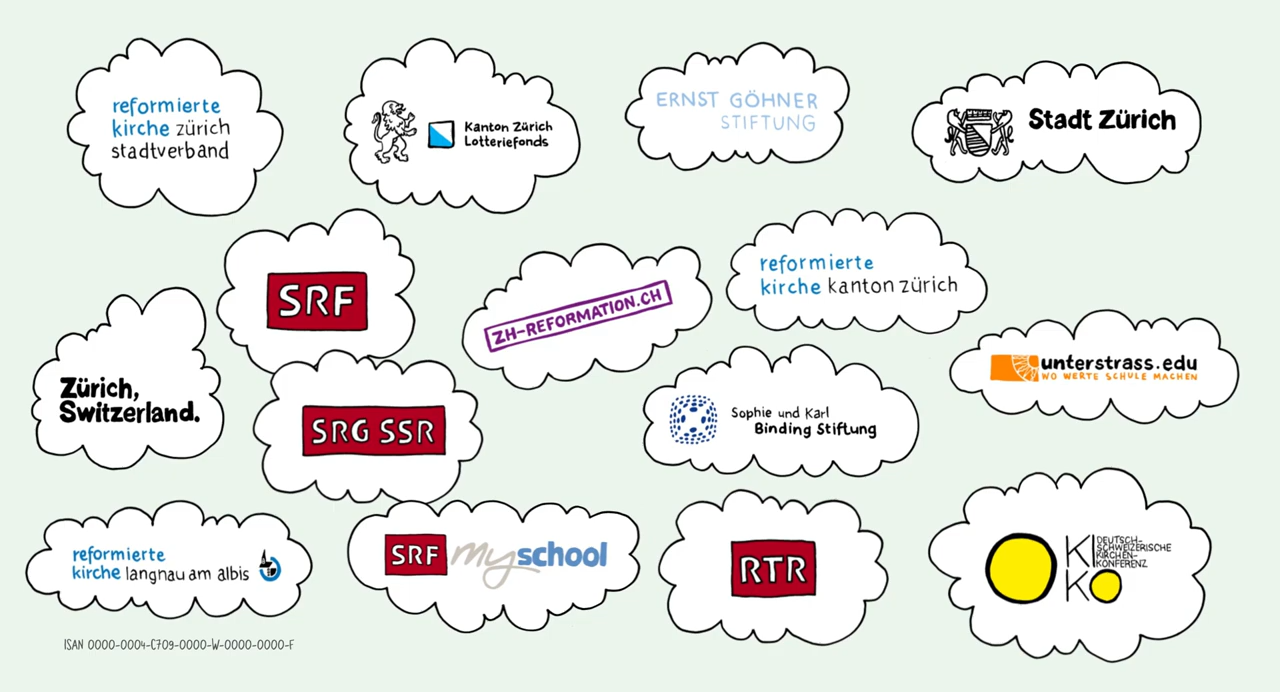 reformierte
kirche zürich
stadtverband
Kanton Zürich
Lotteriefonds
ERNST GÖHNER
STIFTUNG
Stadt Zürich
SRF
ZH-REFORMATION.CH
reformierte
kirche kanton zürich
Zürich,
Switzerland.
SRG SSR
Sophie und Karl
Binding Stiftung
unterstrass.edu
WO WERTE SCHULE MACHEN
reformierte
kirche langnau am albis
SRF myschool
RTR
KI
KO
DEUTSCH-
SCHWEIZERISCHE
KIRCHEN-
KONFERENZ
ISAN 0000-0004-C709-0000-W-0000-0000-F